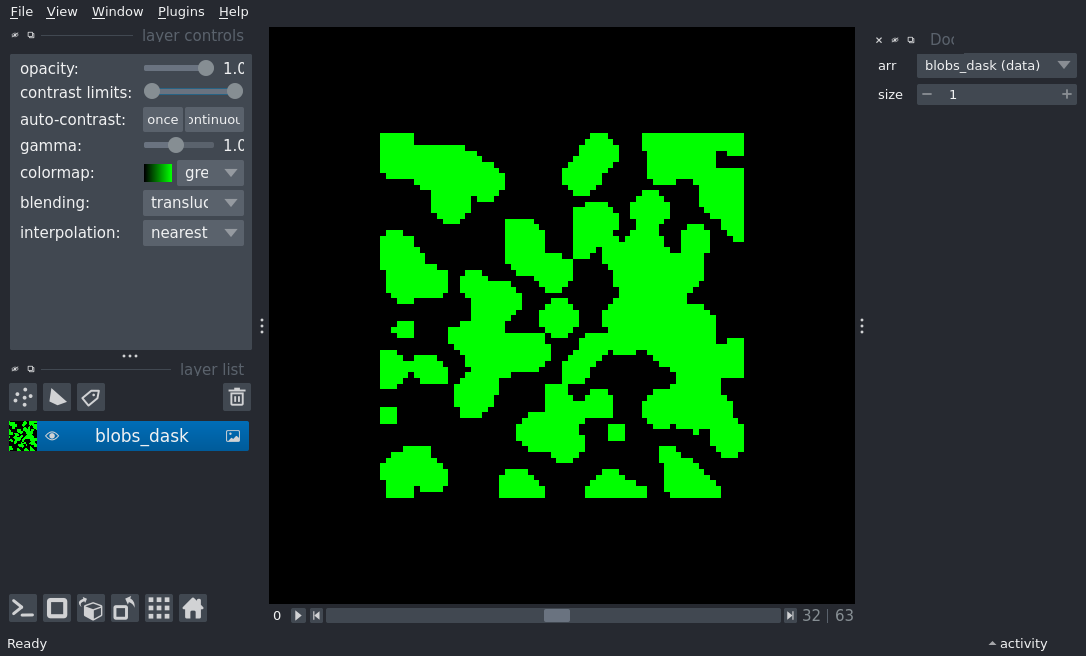 File View Window Plugins Help
layer controls
opacity: 1.0
contrast limits:
auto-contrast: once ontinuou
gamma: 1.0
colormap: gre
blending: transluc
interpolation: nearest
layer list
blobs_dask
0 32 | 63
Ready
Doc
arr blobs_dask (data)
size 1
activity